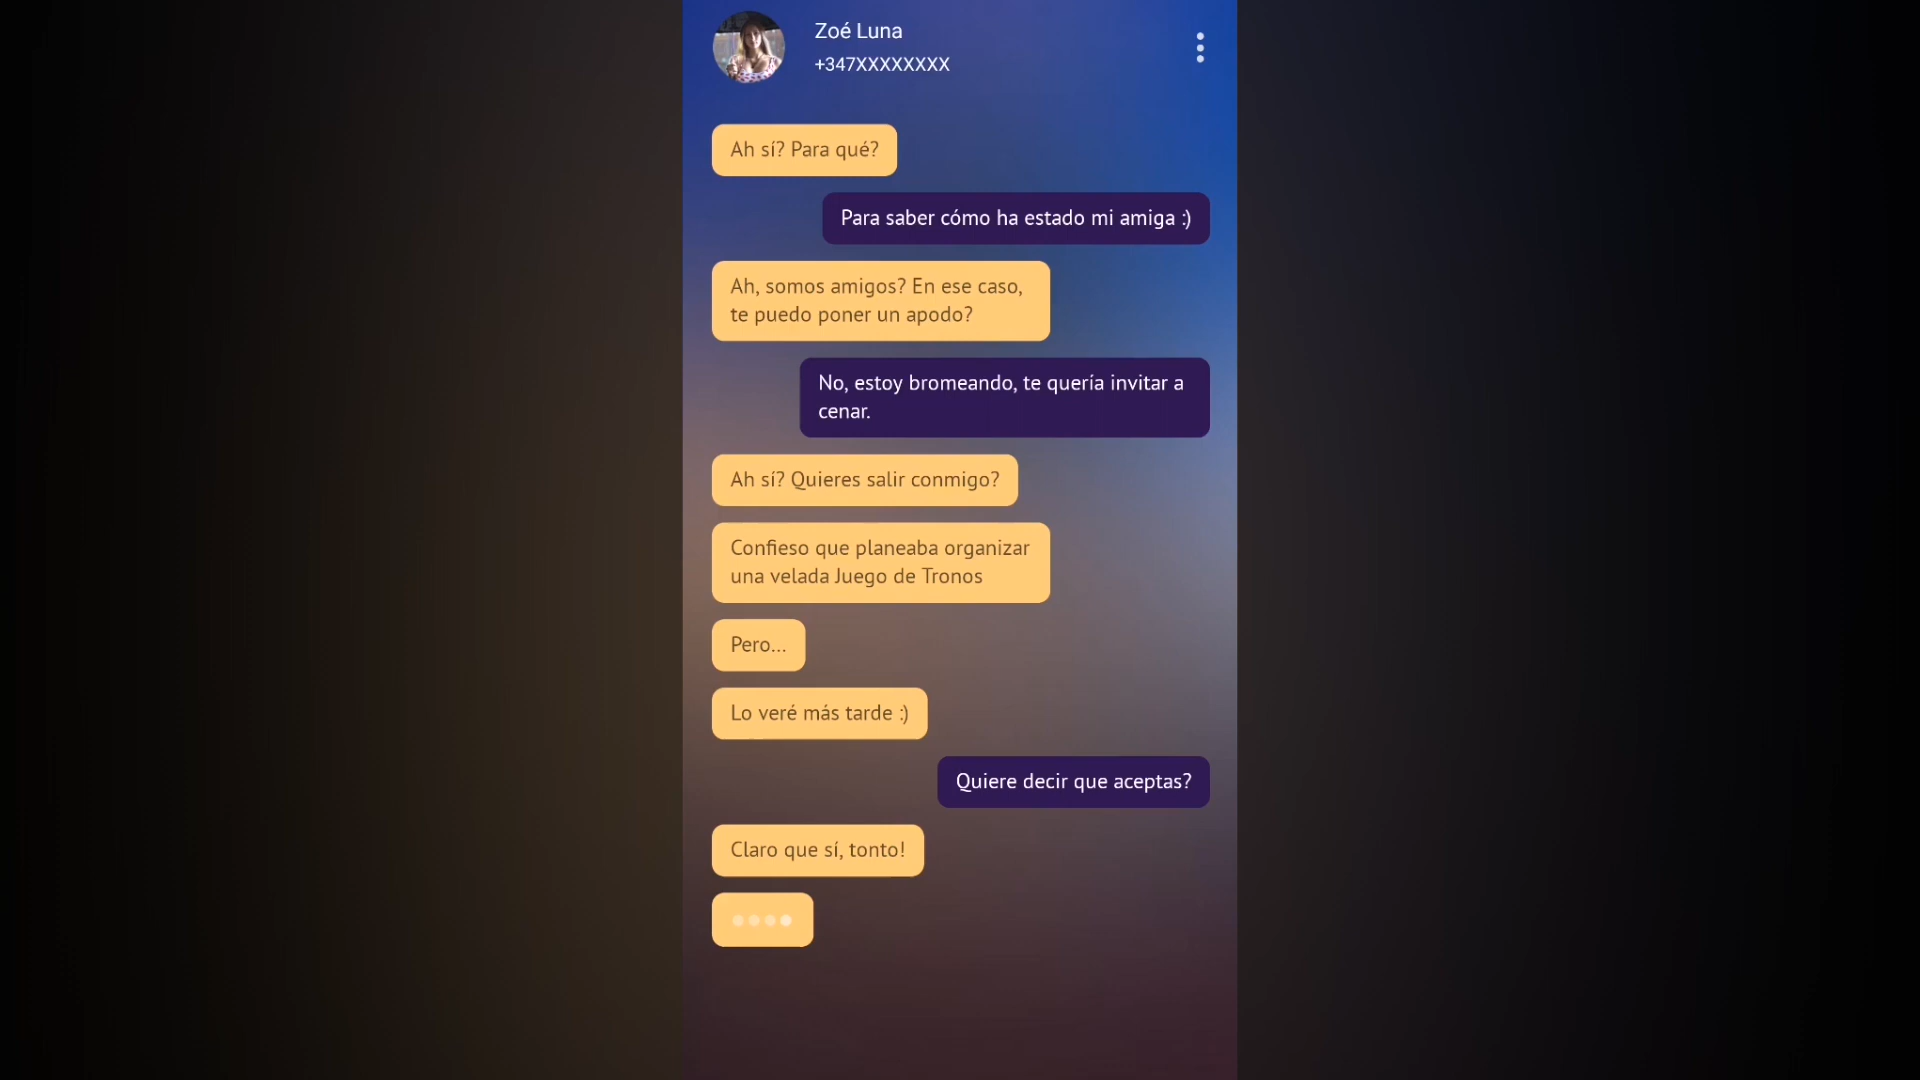 Zoé Luna
+347XXXXXXXX
Ah sí? Para qué?
Para saber cómo ha estado mi amiga :)
Ah, somos amigos? En ese caso,
te puedo poner un apodo?
No, estoy bromeando, te quería invitar a
cenar.
Ah sí? Quieres salir conmigo?
Confieso que planeaba organizar
una velada Juego de Tronos
Pero...
Lo veré más tarde :)
Quiere decir que aceptas?
Claro que sí, tonto!